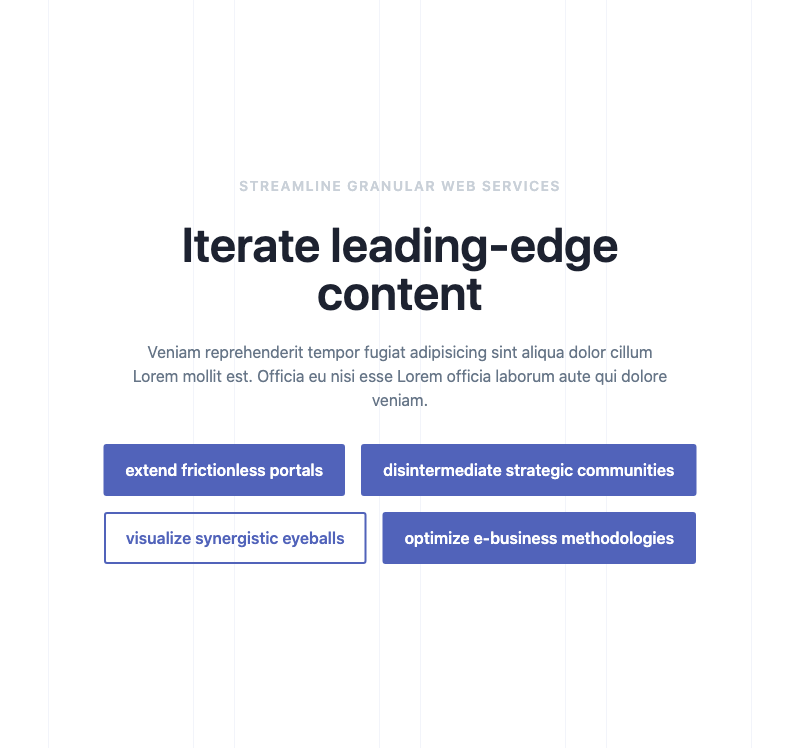 STREAMLINE GRANULAR WEB SERVICES
Iterate leading-edge
content
Veniam reprehenderit tempor fugiat adipisicing sint aliqua dolor cillum
Lorem mollit est. Officia eu nisi esse Lorem officia laborum aute qui dolore
veniam.
extend frictionless portals
disintermediate strategic communities
visualize synergistic eyeballs
optimize e-business methodologies